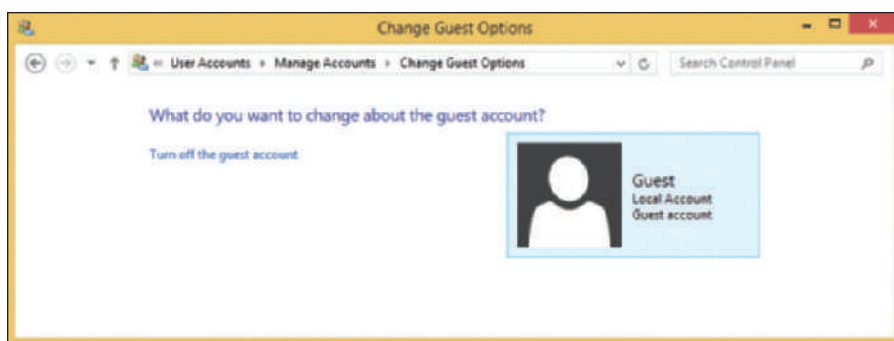 Change Guest Options
« User Accounts ▸ Manage Accounts ▸ Change Guest Options
Search Control Panel
What do you want to change about the guest account?
Turn off the guest account
Guest
Local Account
Guest account